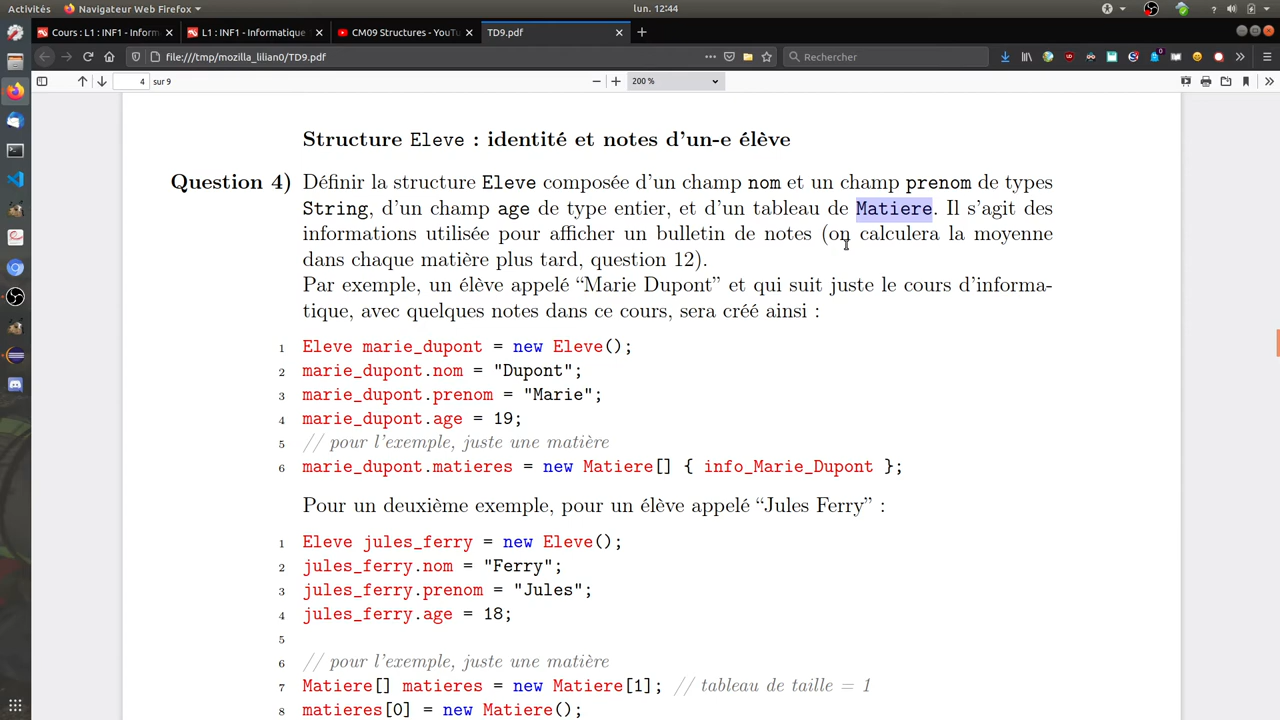 Activités Navigateur Web Firefox lun. 12:44
Cours : L1 : INF1 - Inform L1 : INF1 - Informatique CM09 Structures - YouTu TD9.pdf
file:///tmp/mozilla_lilian0/TD9.pdf Rechercher
4 sur 9 200 %
Structure Eleve : identité et notes d'un-e élève
Question 4) Définir la structure Eleve composée d'un champ nom et un champ prenom de types
String, d'un champ age de type entier, et d'un tableau de Matiere. Il s'agit des
informations utilisée pour afficher un bulletin de notes (on calculera la moyenne
dans chaque matière plus tard, question 12).
Par exemple, un élève appelé “Marie Dupont” et qui suit juste le cours d'informa-
tique, avec quelques notes dans ce cours, sera créé ainsi :
1 Eleve marie_dupont = new Eleve();
2 marie_dupont.nom = "Dupont";
3 marie_dupont.prenom = "Marie";
4 marie_dupont.age = 19;
5 // pour l'exemple, juste une matière
6 marie_dupont.matieres = new Matiere[] { info_Marie_Dupont };
Pour un deuxième exemple, pour un élève appelé “Jules Ferry” :
1 Eleve jules_ferry = new Eleve();
2 jules_ferry.nom = "Ferry";
3 jules_ferry.prenom = "Jules";
4 jules_ferry.age = 18;
5
6 // pour l'exemple, juste une matière
7 Matiere[] matieres = new Matiere[1]; // tableau de taille = 1
8 matieres[0] = new Matiere();